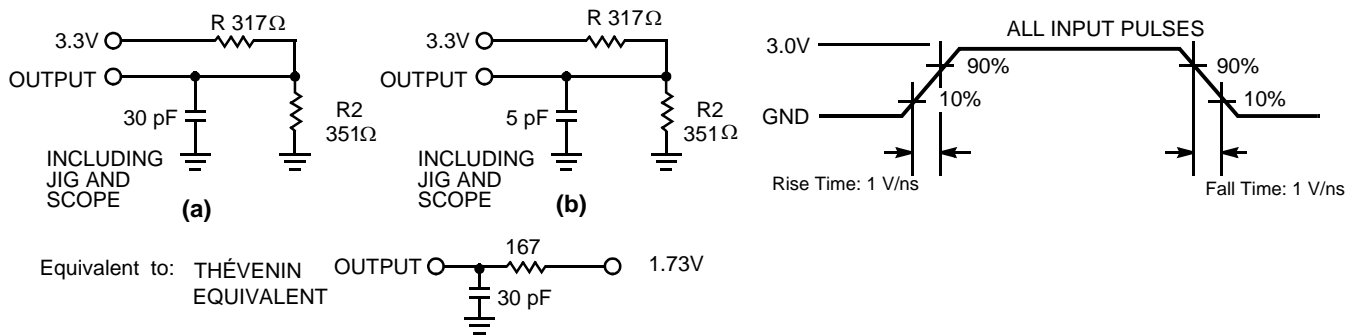 R 317Ω
3.3V
OUTPUT
30 pF
R2
351Ω
INCLUDING
JIG AND
SCOPE
(a)
R 317Ω
3.3V
OUTPUT
5 pF
R2
351Ω
INCLUDING
JIG AND
SCOPE
(b)
ALL INPUT PULSES
3.0V
90%
10%
GND
90%
10%
Rise Time: 1 V/ns
Fall Time: 1 V/ns
Equivalent to: THÉVENIN
EQUIVALENT
OUTPUT
167
1.73V
30 pF